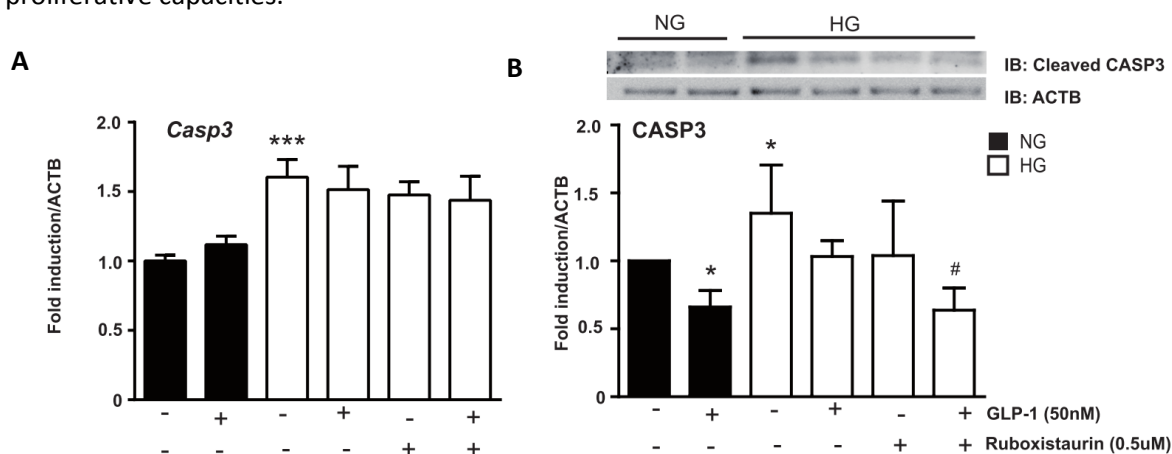 proliferative capacities.
A
B
NG HG
IB: Cleaved CASP3
IB: ACTB
Casp3
***
Fold induction/ACTB
2.0
1.5
1.0
0.5
0
- + - + - +
- - - - + +
CASP3
NG
HG
*
*
#
Fold induction/ACTB
2.0
1.5
1.0
0.5
0
- + - + - + GLP-1 (50nM)
- - - - + + Ruboxistaurin (0.5uM)